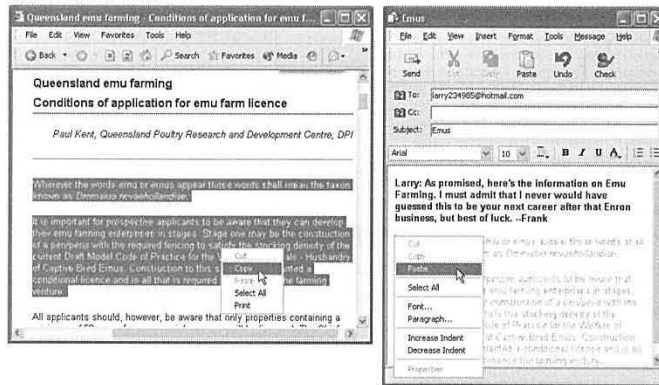 Queensland emu farming - Conditions of application for emu f...
File Edit View Favorites Tools Help
Back Search Favorites Media
Queensland emu farming
Conditions of application for emu farm licence
Paul Kent, Queensland Poultry Research and Development Centre, DPI
Wherever the words emu or emus appear these words shall mean the taxon
known as Dromaius novaehollandiae.
It is important for prospective applicants to be aware that they can develop
their emu farming enterprises in stages. Stage one may be the construction
of a pen/pens with the required fencing to satisfy the stocking density of the
current Draft Model Code of Practice for the als - Husbandry
of Captive Bred Emus. Construction to this s nted a
conditional licence and is all that is required e farming
venture.
Cut
Copy
Paste
Select All
Print
All applicants should, however, be aware that only properties containing a
Emus
File Edit View Insert Format Tools Message Help
Send Cut Copy Paste Undo Check
To: larry234985@hotmail.com
Cc:
Subject: Emus
Arial 10 B I U A
Larry: As promised, here's the information on Emu
Farming. I must admit that I never would have
guessed this to be your next career after that Enron
business, but best of luck. --Frank
Cut
Copy
Paste
Select All
Font...
Paragraph...
Increase Indent
Decrease Indent
Properties